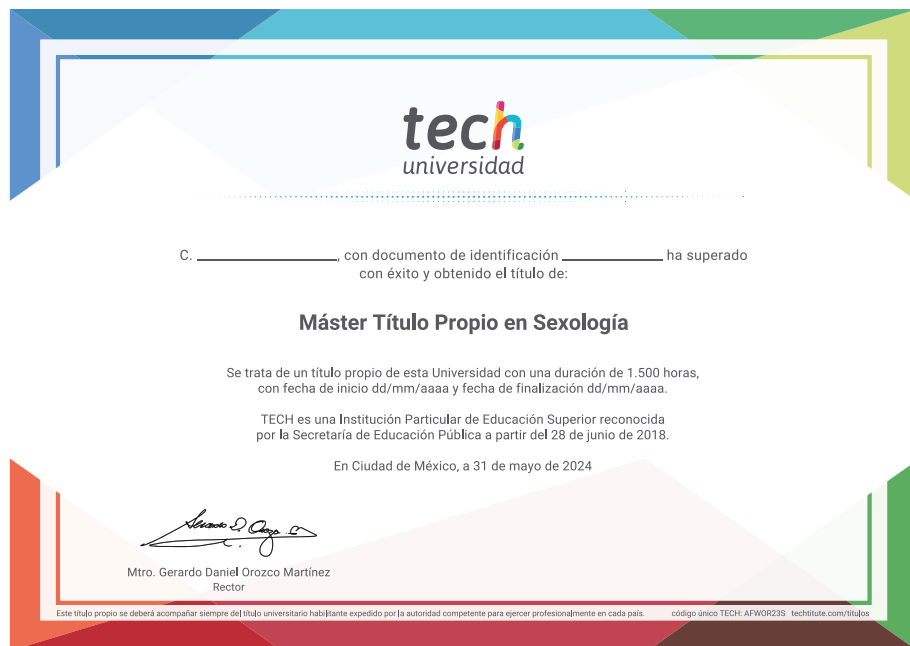 tech
universidad
C. ____________________, con documento de identificación ______________ ha superado
con éxito y obtenido el título de:
Máster Título Propio en Sexología
Se trata de un título propio de esta Universidad con una duración de 1.500 horas,
con fecha de inicio dd/mm/aaaa y fecha de finalización dd/mm/aaaa.
TECH es una Institución Particular de Educación Superior reconocida
por la Secretaría de Educación Pública a partir del 28 de junio de 2018.
En Ciudad de México, a 31 de mayo de 2024
Mtro. Gerardo Daniel Orozco Martínez
Rector
Este título propio se deberá acompañar siempre del título universitario habilitante expedido por la autoridad competente para ejercer profesionalmente en cada país. código único TECH: AFWOR23S techtitute.com/titulos